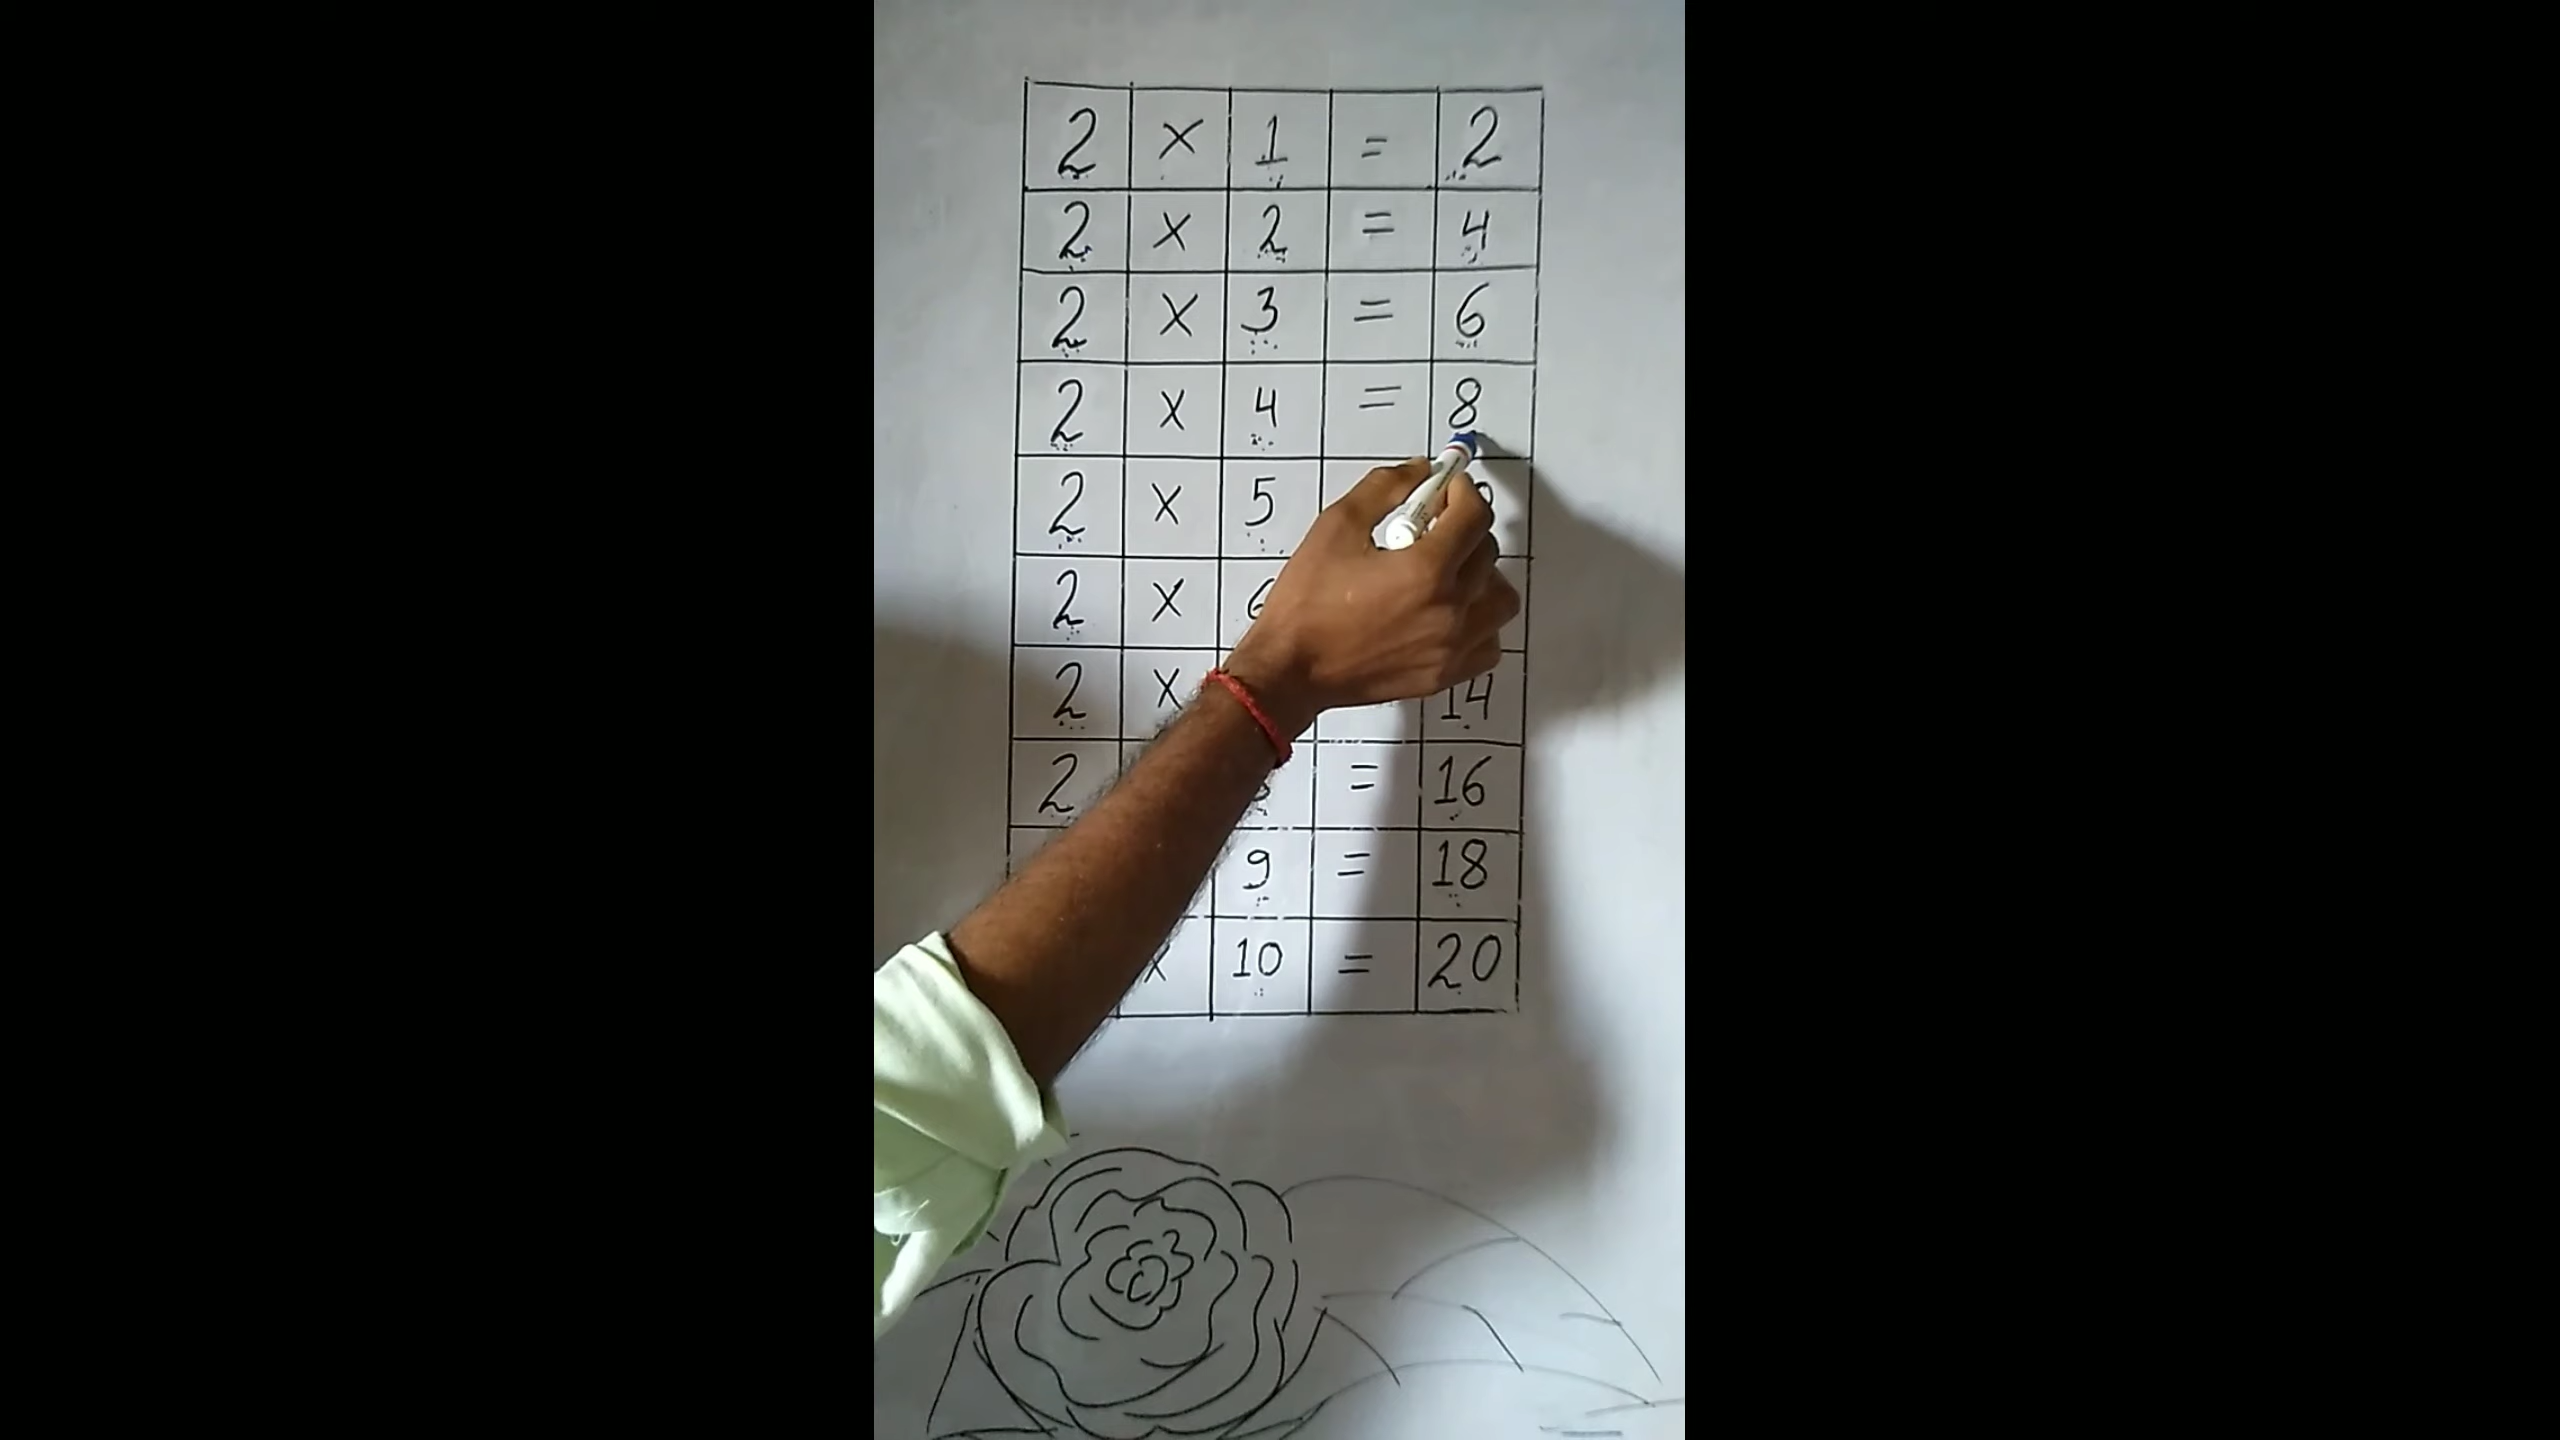 2 × 1 = 2
2 × 2 = 4
2 × 3 = 6
2 × 4 = 8
2 × 5
2 × 6
2 × 14
2 = 16
9 = 18
× 10 = 20